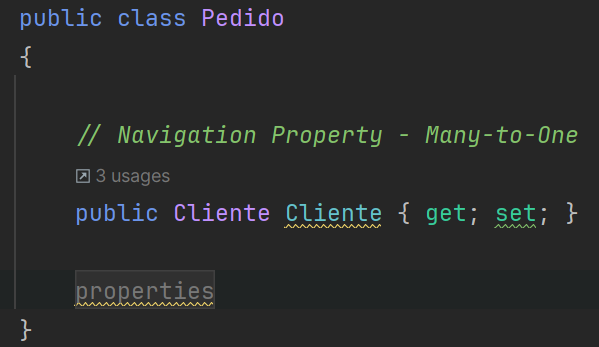 public class Pedido
{
// Navigation Property - Many-to-One
3 usages
public Cliente Cliente { get; set; }
properties
}